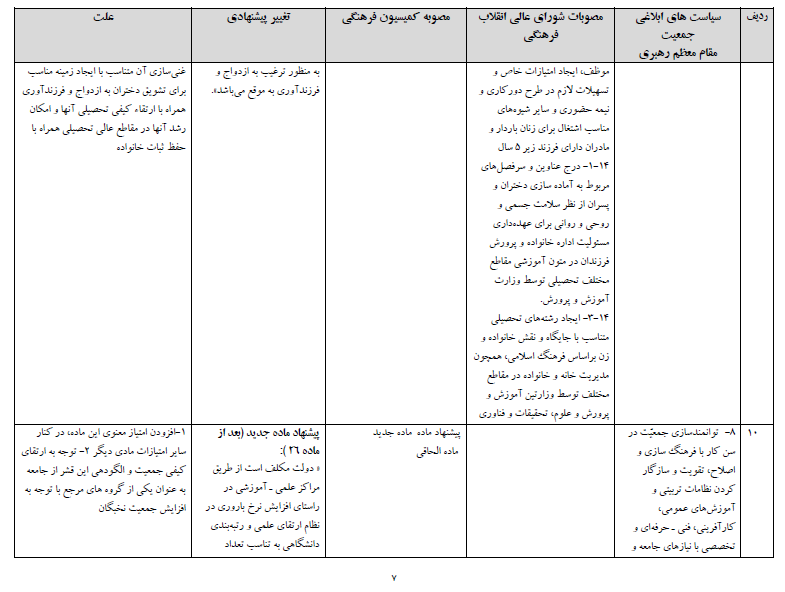 ردیف
سیاست های ابلاغی
جمعیت
مقام معظم رهبری
مصوبات شورای عالی انقلاب
فرهنگی
مصوبه کمیسیون فرهنگی
تغییر پیشنهادی
علت
موظف، ایجاد امتیازات خاص و
تسهیلات لازم در طرح دورکاری و
نیمه حضوری و سایر شیوه‌های
مناسب اشتغال برای زنان باردار و
مادران دارای فرزند زیر ۵ سال
۱۴-۱- درج عناوین و سرفصل‌های
مربوط به آماده سازی دختران و
پسران از نظر سلامت جسمی و
روحی و روانی برای عهده‌داری
مسئولیت اداره خانواده و پرورش
فرزندان در متون آموزشی مقاطع
مختلف تحصیلی توسط وزارت
آموزش و پرورش.
۱۴-۳- ایجاد رشته‌های تحصیلی
متناسب با جایگاه و نقش خانواده و
زن براساس فرهنگ اسلامی، همچون
مدیریت خانه و خانواده در مقاطع
مختلف توسط وزارتین آموزش و
پرورش و علوم، تحقیقات و فناوری
به منظور ترغیب به ازدواج و
فرزندآوری به موقع می‌باشد».
غنی‌سازی آن متناسب با ایجاد زمینه مناسب
برای تشویق دختران به ازدواج و فرزندآوری
همراه با ارتقاء کیفی تحصیلی آنها و امکان
رشد آنها در مقاطع عالی تحصیلی همراه با
حفظ ثبات خانواده
۱۰
۸- توانمندسازی جمعیّت در
سن کار با فرهنگ سازی و
اصلاح، تقویت و سازگار
کردن نظامات تربیتی و
آموزش‌های عمومی،
کارآفرینی، فنی ـ حرفه‌ای و
تخصصی با نیازهای جامعه و
پیشنهاد ماده ماده جدید
ماده الحاقی
پیشنهاد ماده جدید (بعد از
ماده ۲۶ ):
« دولت مکلف است از طریق
مراکز علمی ـ آموزشی در
راستای افزایش نرخ باروری در
نظام ارتقای علمی و رتبه‌بندی
دانشگاهی به تناسب تعداد
۱-افزودن امتیاز معنوی این ماده، در کنار
سایر امتیازات مادی دیگر ۲- توجه به ارتقای
کیفی جمعیت و الگودهی این قشر از جامعه
به عنوان یکی از گروه های مرجع با توجه به
افزایش جمعیت نخبگان
۷